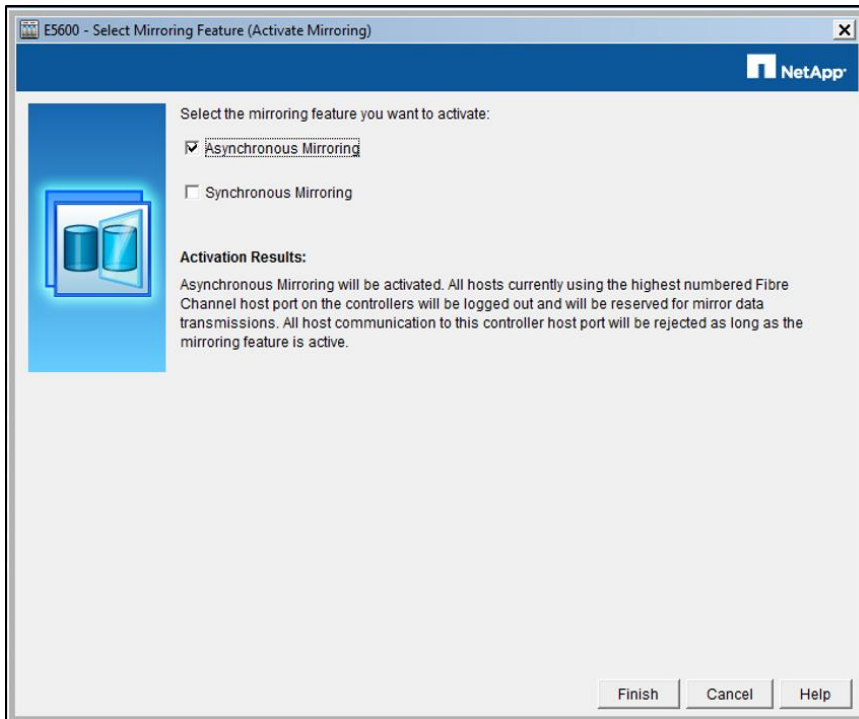 E5600 - Select Mirroring Feature (Activate Mirroring)
NetApp
Select the mirroring feature you want to activate:
Asynchronous Mirroring
Synchronous Mirroring
Activation Results:
Asynchronous Mirroring will be activated. All hosts currently using the highest numbered Fibre
Channel host port on the controllers will be logged out and will be reserved for mirror data
transmissions. All host communication to this controller host port will be rejected as long as the
mirroring feature is active.
Finish Cancel Help